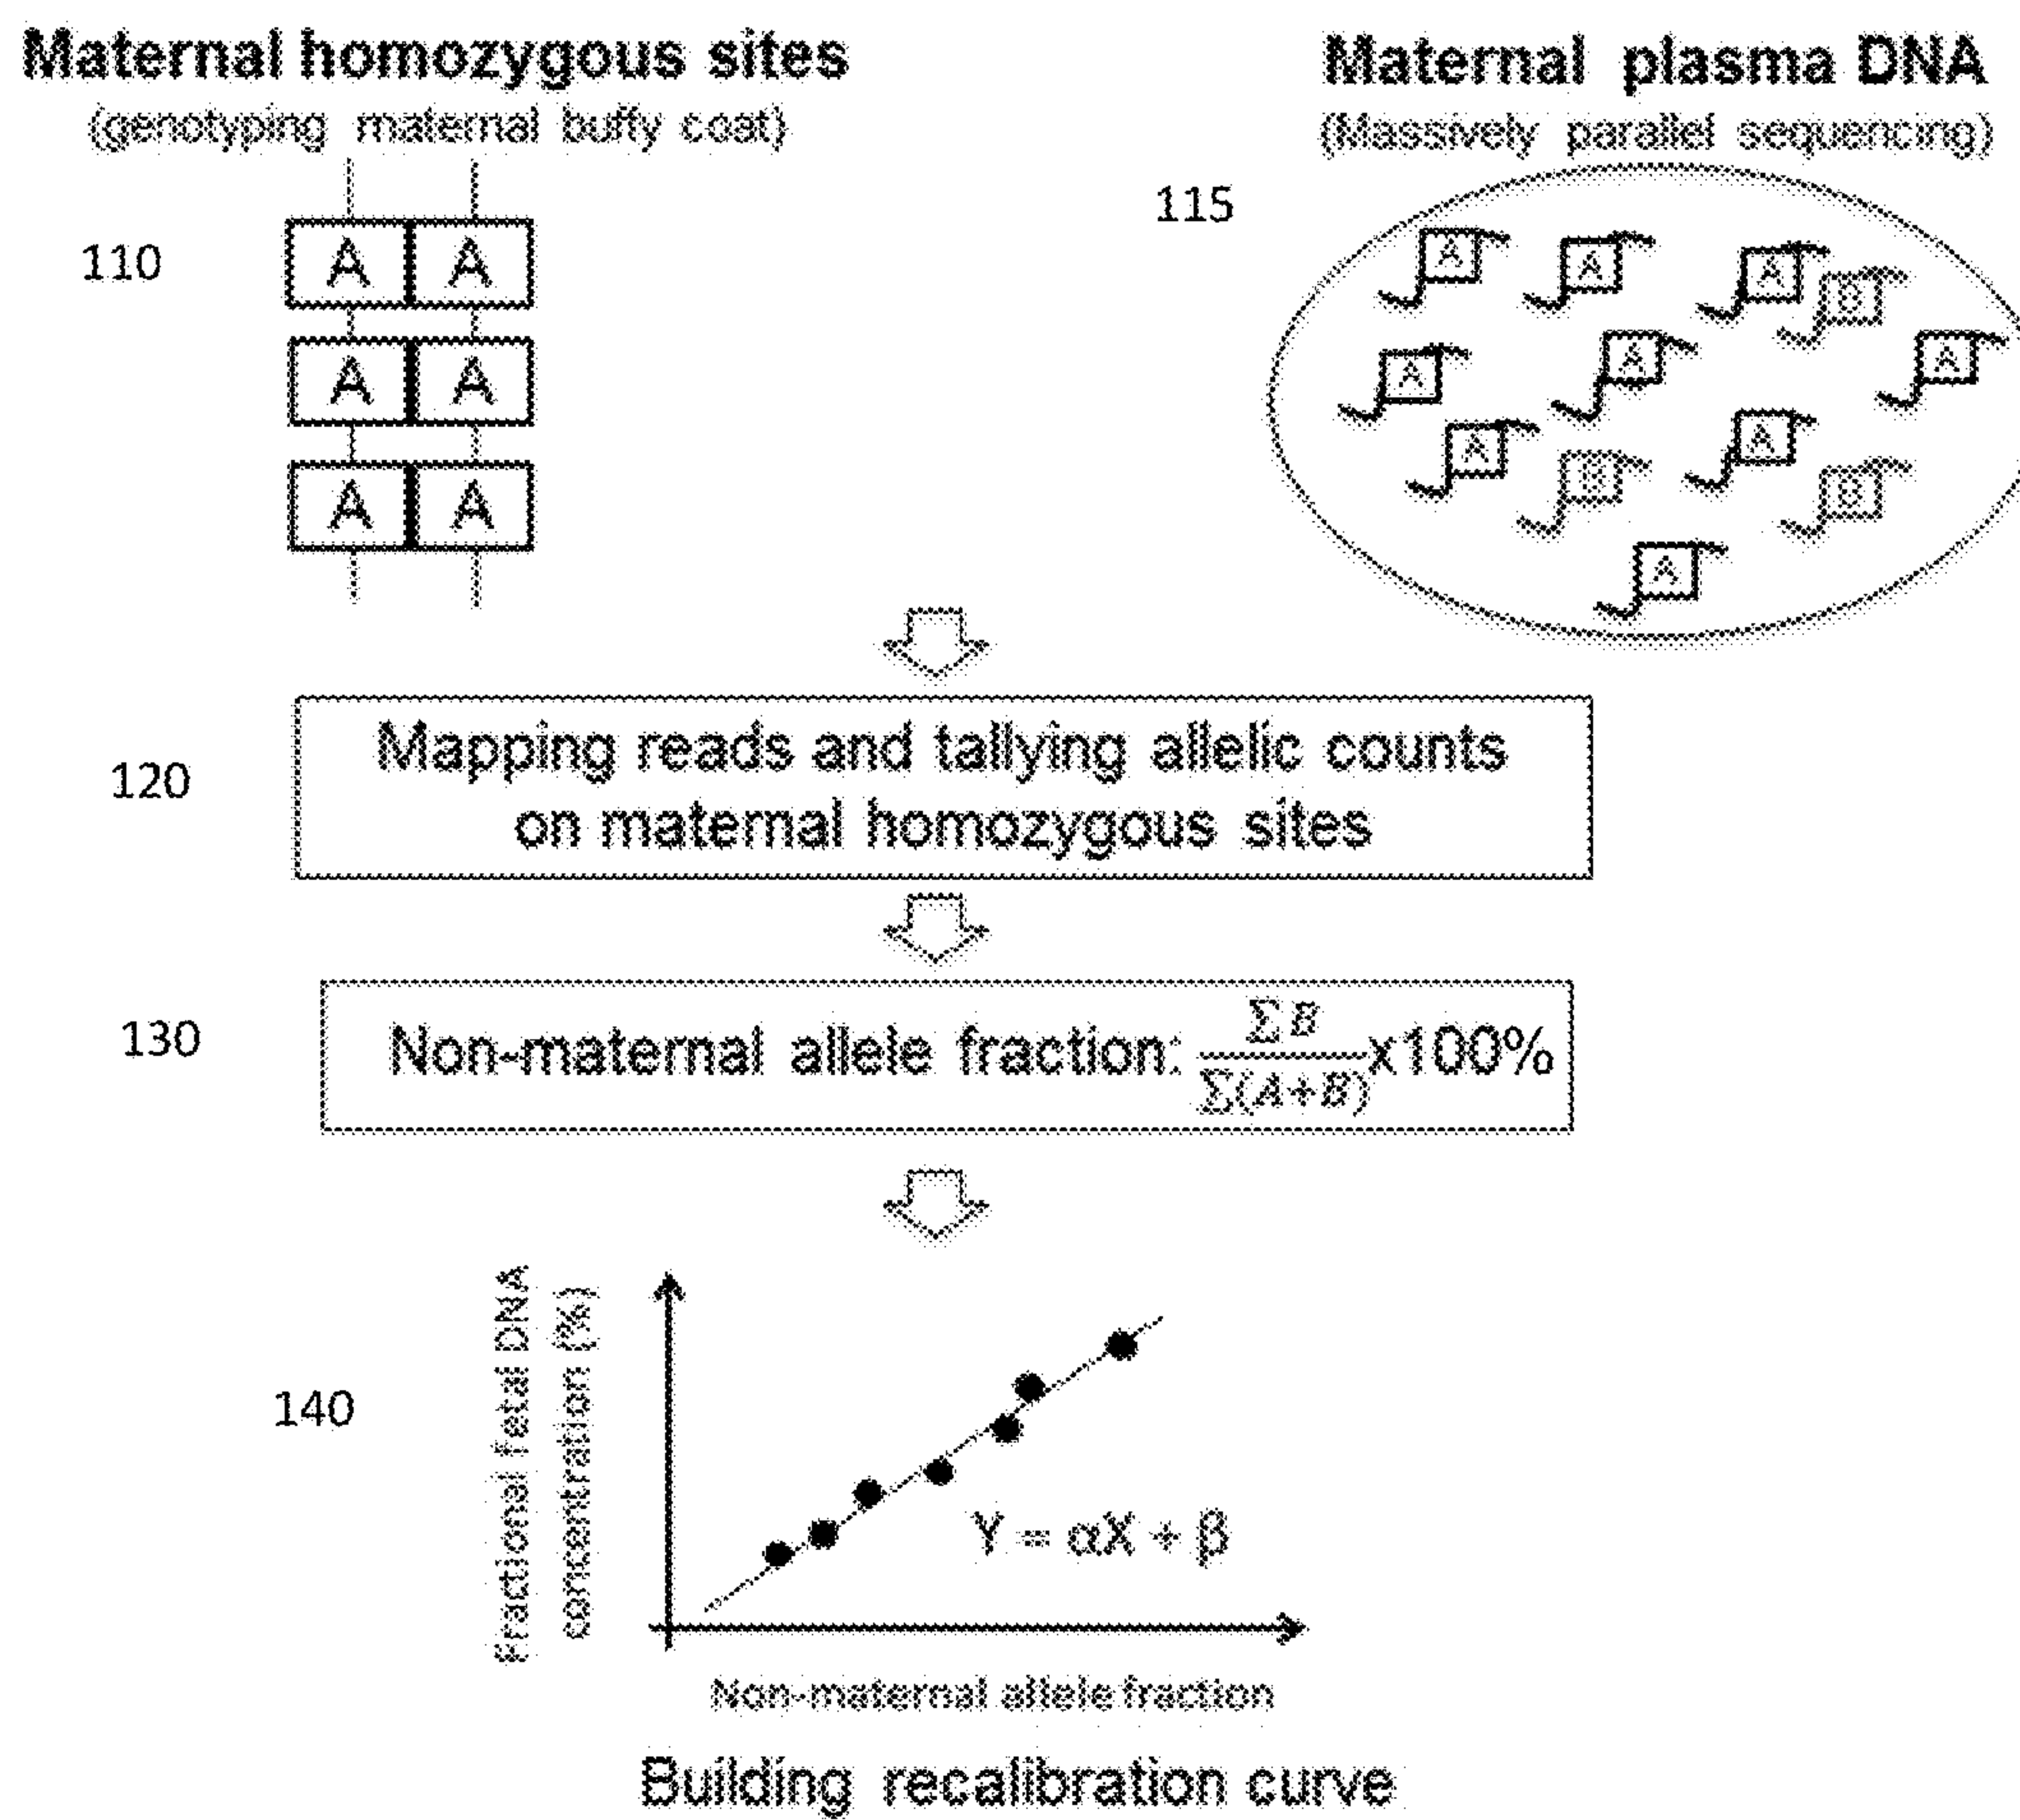 Maternal homozygous sites
(genotyping maternal buffy coat)
110
A A
A A
A A
Maternal plasma DNA
(Massively parallel sequencing)
115
A A A B
A A A
A B A B
A
120
Mapping reads and tallying allelic counts
on maternal homozygous sites
130
Non-maternal allele fraction: ∑B/∑(A+B) x100%
140
Fractional fetal DNA
concentration (%)
Y = αX + β
Non-maternal allele fraction
Building recalibration curve